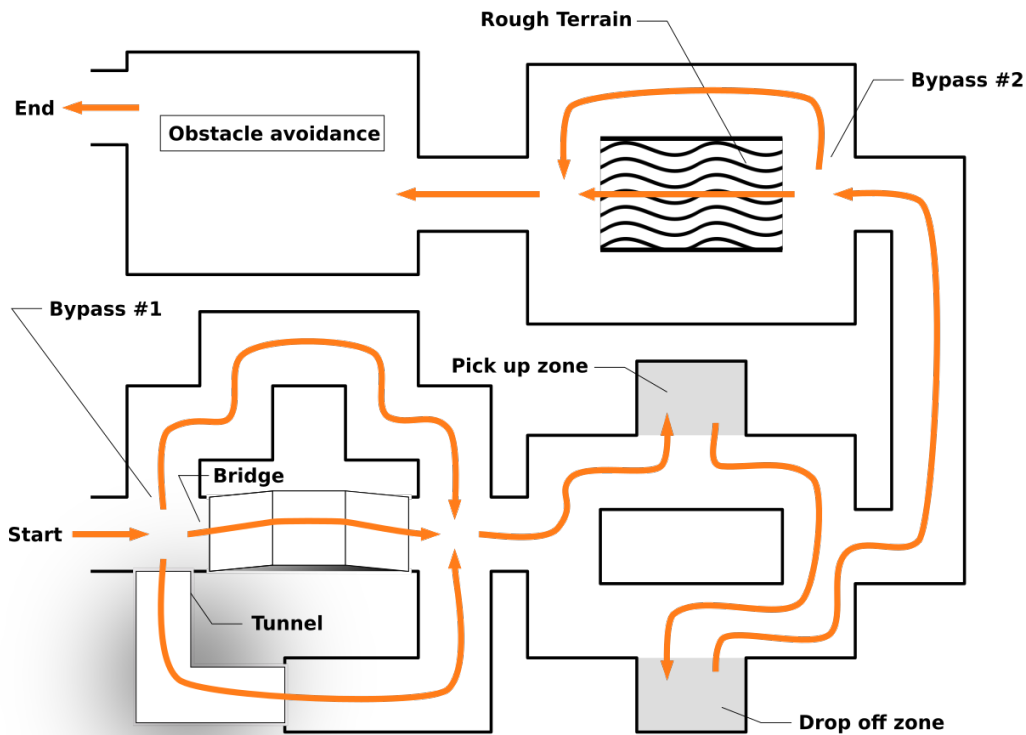 Rough Terrain
Bypass #2
End
Obstacle avoidance
Bypass #1
Pick up zone
Bridge
Start
Tunnel
Drop off zone